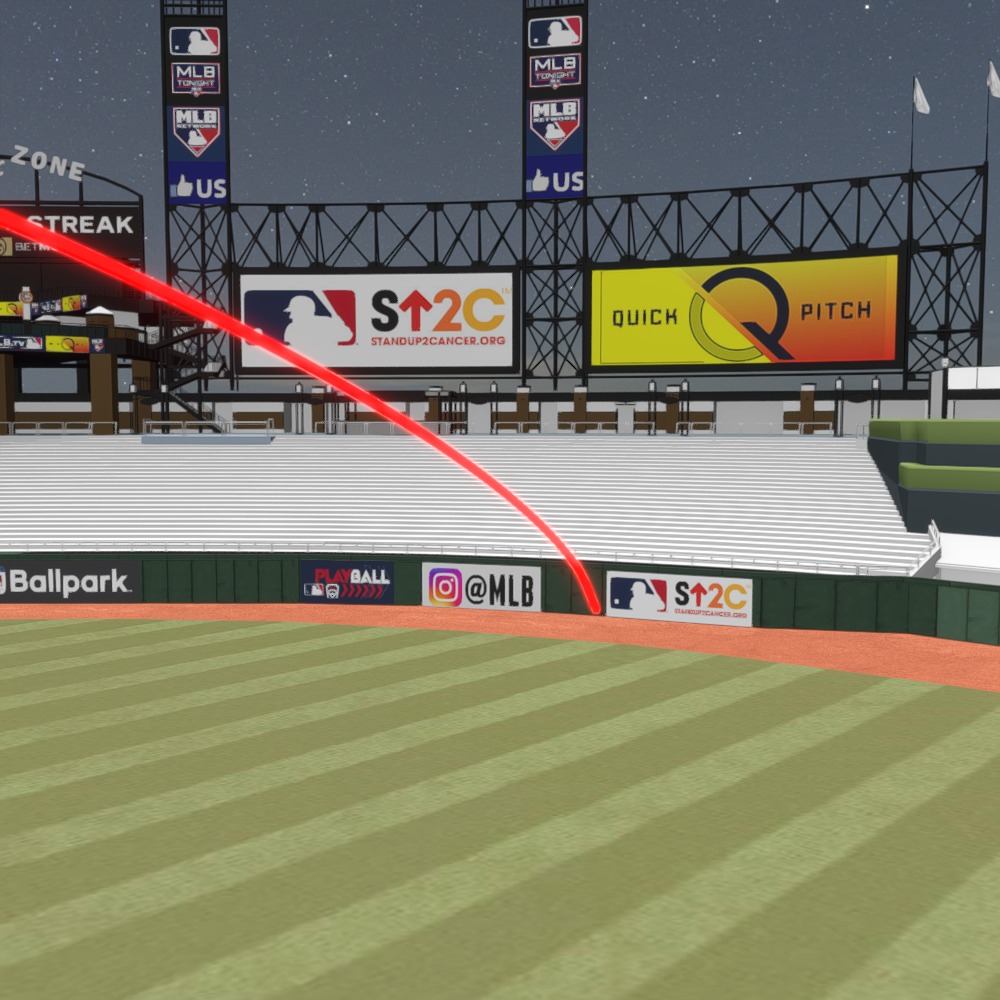 MLB
TONIGHT
MLB
NETWORK
US
MLB
TONIGHT
MLB
NETWORK
US
ZONE
STREAK
S↑2C
STANDUP2CANCER.ORG
QUICK
PITCH
Ballpark
PLAYBALL
@MLB
S↑2C
STANDUP2CANCER.ORG